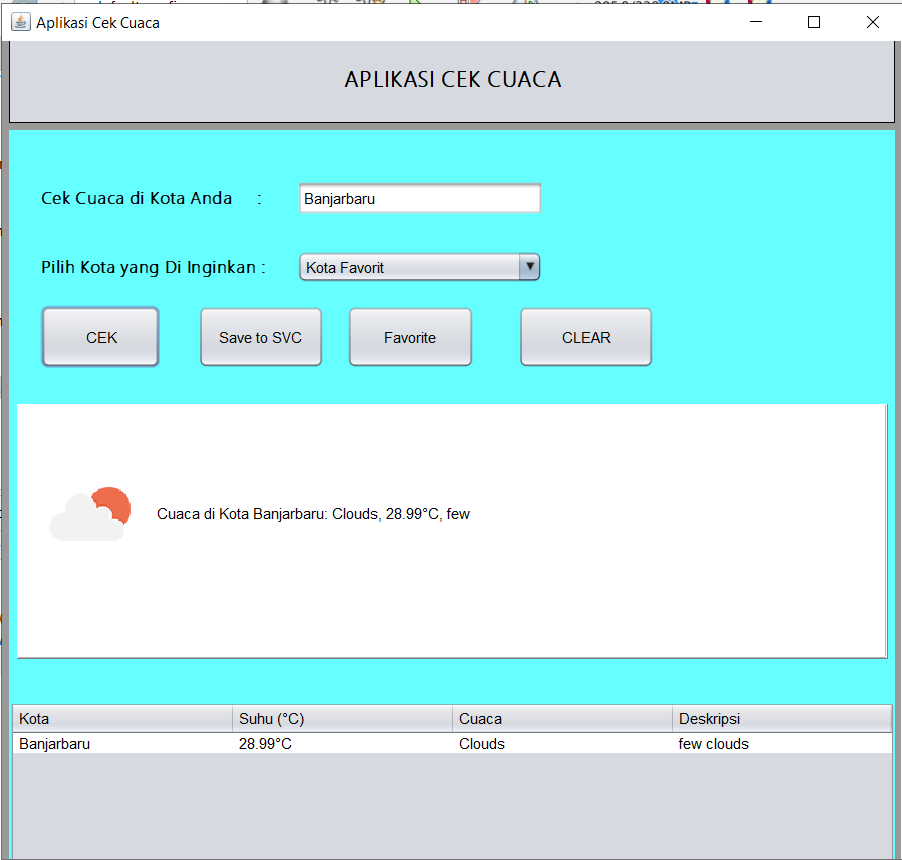 Aplikasi Cek Cuaca
APLIKASI CEK CUACA
Cek Cuaca di Kota Anda :
Banjarbaru
Pilih Kota yang Di Inginkan :
Kota Favorit
CEK Save to SVC Favorite CLEAR
Cuaca di Kota Banjarbaru: Clouds, 28.99°C, few
Kota Suhu (°C) Cuaca Deskripsi
Banjarbaru 28.99°C Clouds few clouds